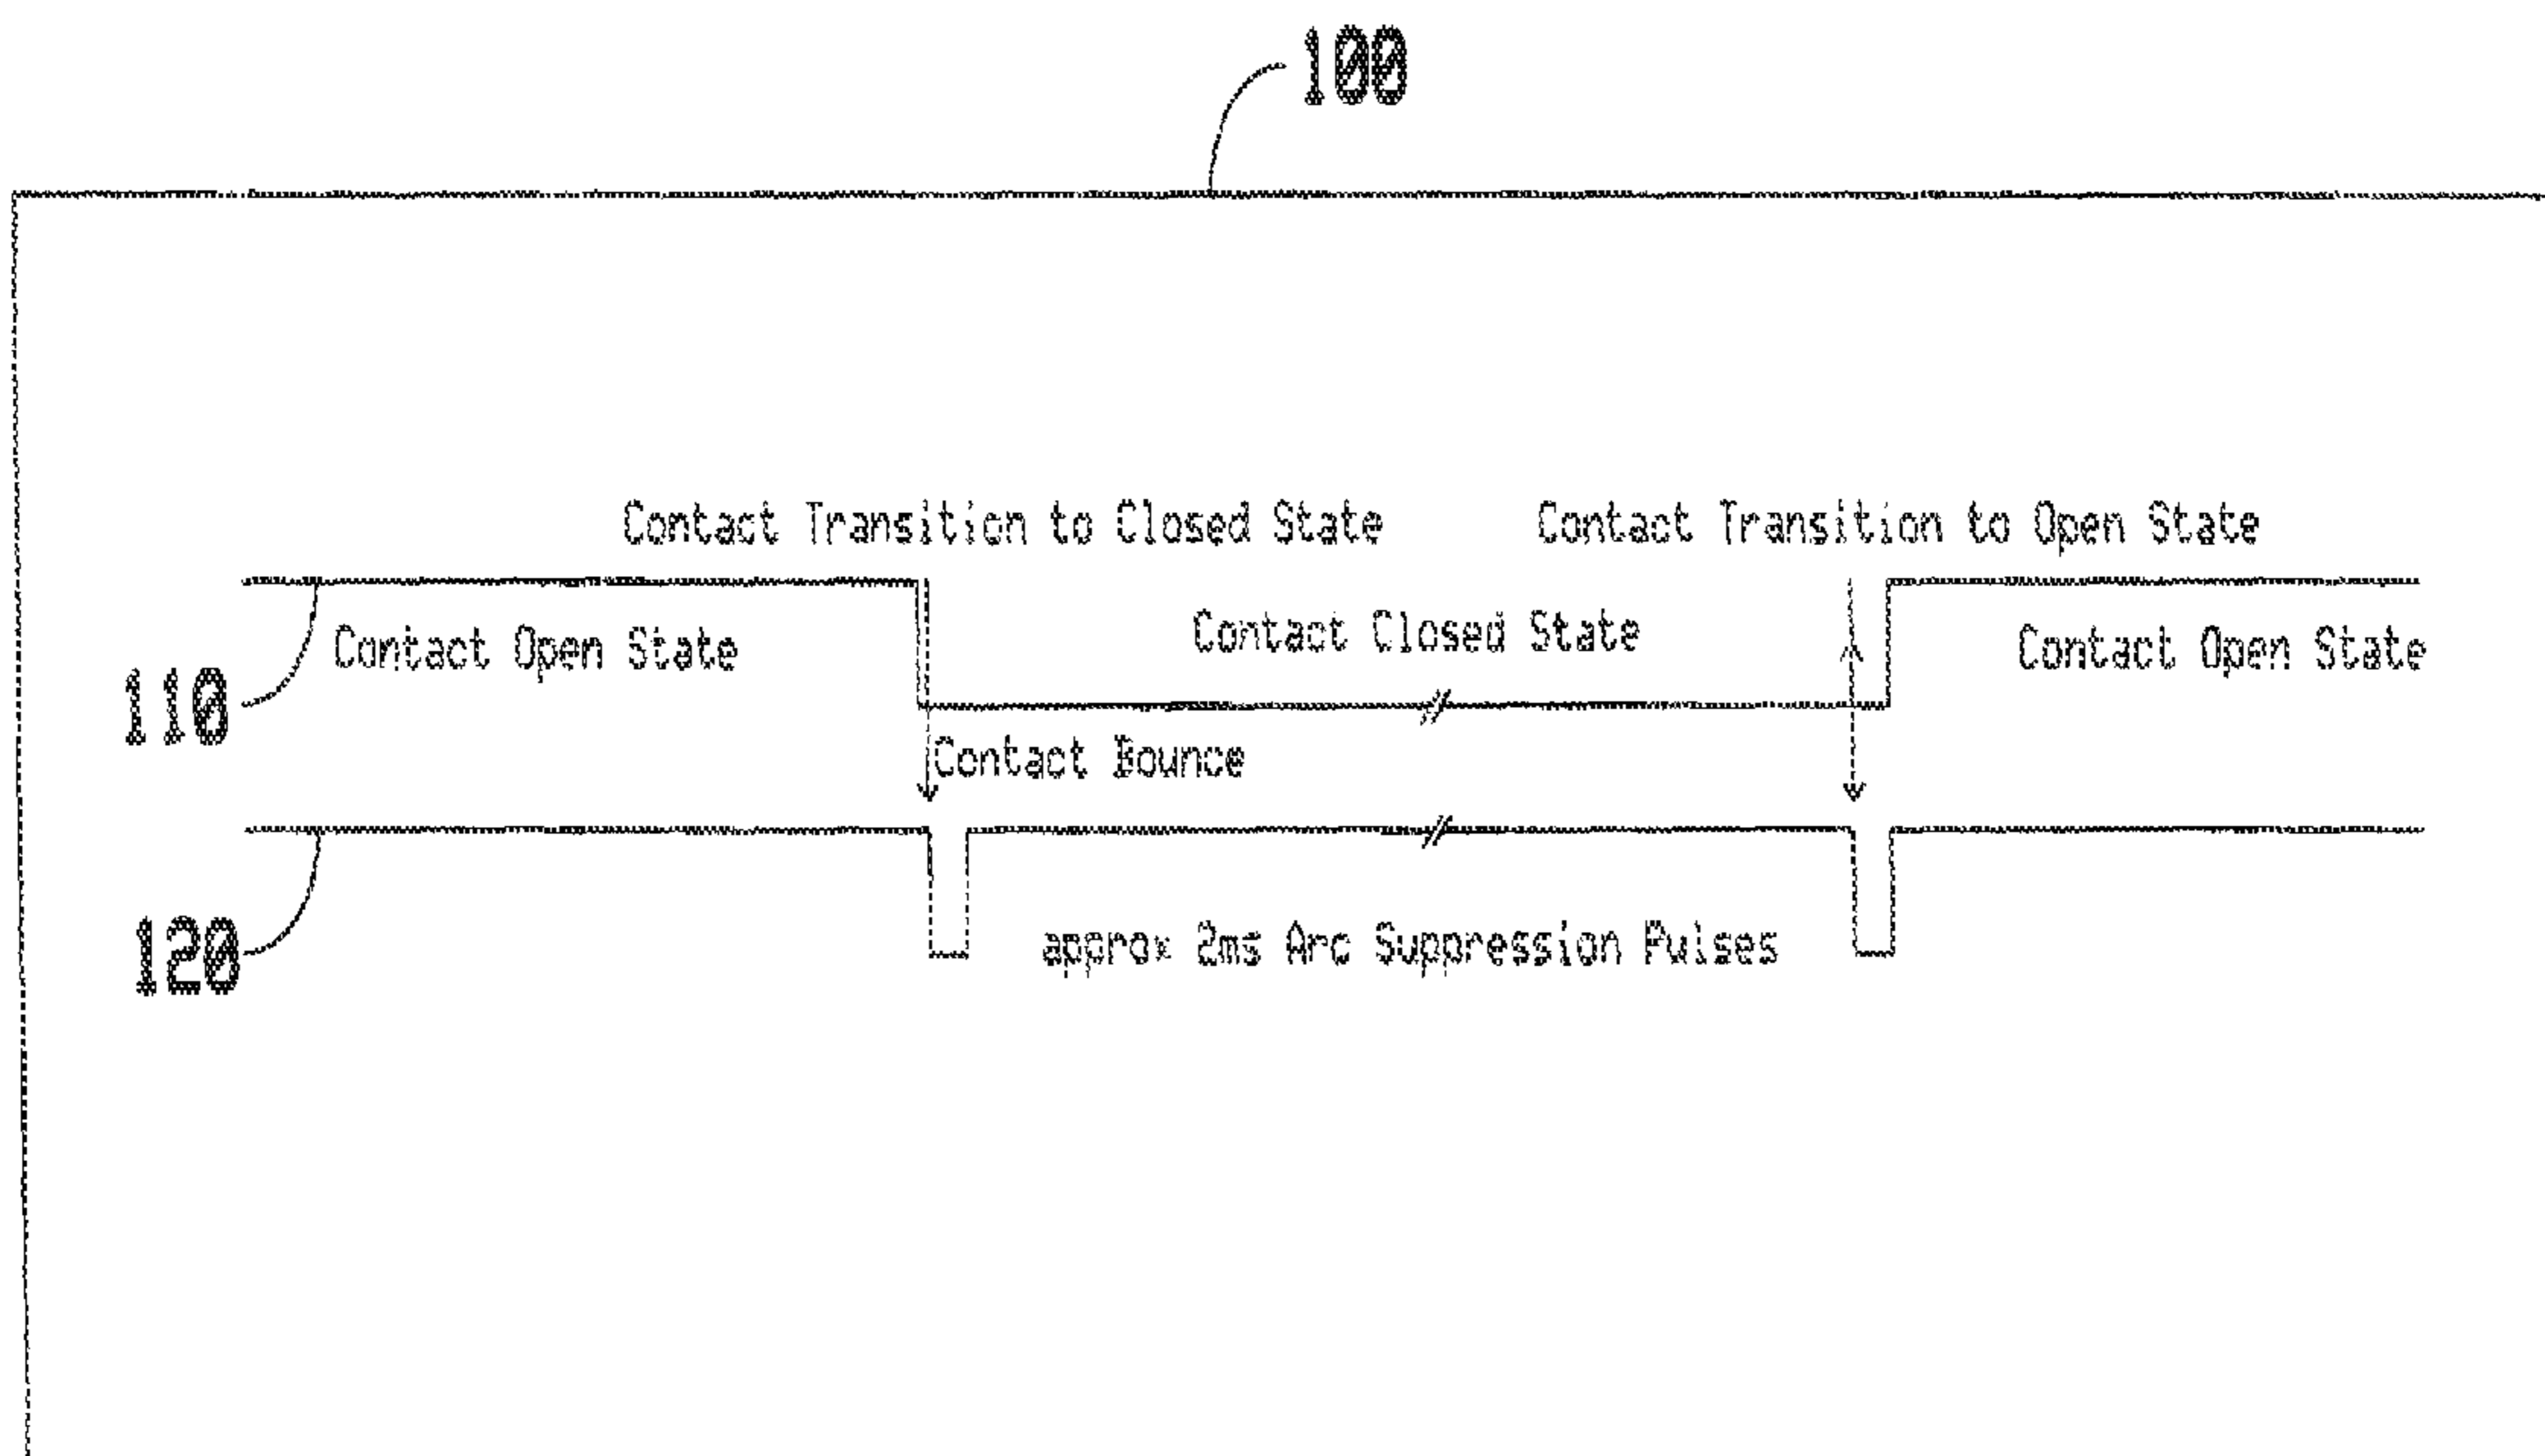 100
Contact Transition to Closed State
Contact Transition to Open State
Contact Open State
Contact Closed State
Contact Open State
110
Contact Bounce
120
approx 2ms Arc Suppression Pulses